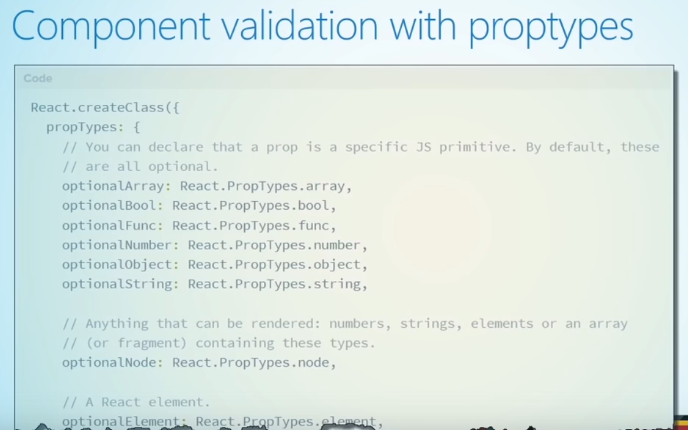 Component validation with proptypes
Code
React.createClass({
propTypes: {
// You can declare that a prop is a specific JS primitive. By default, these
// are all optional.
optionalArray: React.PropTypes.array,
optionalBool: React.PropTypes.bool,
optionalFunc: React.PropTypes.func,
optionalNumber: React.PropTypes.number,
optionalObject: React.PropTypes.object,
optionalString: React.PropTypes.string,
// Anything that can be rendered: numbers, strings, elements or an array
// (or fragment) containing these types.
optionalNode: React.PropTypes.node,
// A React element.
optionalElement: React.PropTypes.element,